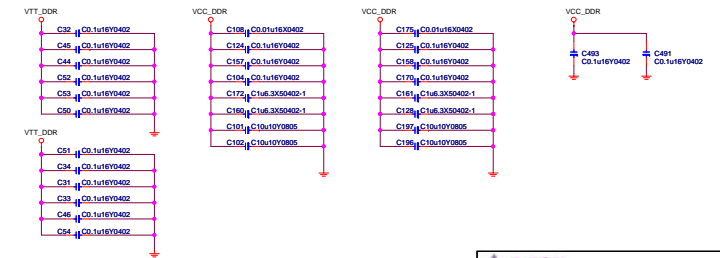 VTT_DDR
C32 C0.1u16Y0402
C45 C0.1u16Y0402
C44 C0.1u16Y0402
C52 C0.1u16Y0402
C53 C0.1u16Y0402
C50 C0.1u16Y0402
VTT_DDR
C51 C0.1u16Y0402
C34 C0.1u16Y0402
C31 C0.1u16Y0402
C33 C0.1u16Y0402
C46 C0.1u16Y0402
C54 C0.1u16Y0402
VCC_DDR
C108 C0.01u16X0402
C124 C0.1u16Y0402
C157 C0.1u16Y0402
C104 C0.1u16Y0402
C172 C1u6.3X50402-1
C160 C1u6.3X50402-1
C101 C10u10Y0805
C102 C10u10Y0805
VCC_DDR
C175 C0.01u16X0402
C125 C0.1u16Y0402
C158 C0.1u16Y0402
C170 C0.1u16Y0402
C161 C1u6.3X50402-1
C128 C1u6.3X50402-1
C197 C10u10Y0805
C196 C10u10Y0805
VCC_DDR
C493
C0.1u16Y0402
C491
C0.1u16Y0402